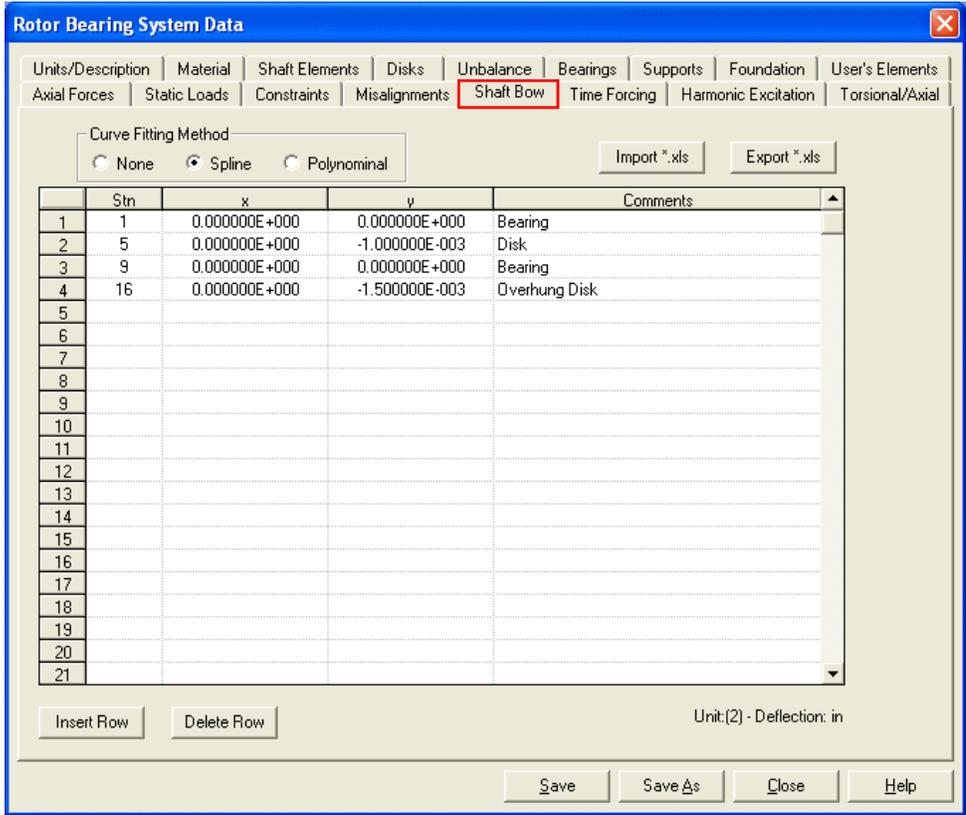 Rotor Bearing System Data
Units/Description Material Shaft Elements Disks Unbalance Bearings Supports Foundation User's Elements
Axial Forces Static Loads Constraints Misalignments Shaft Bow Time Forcing Harmonic Excitation Torsional/Axial
Curve Fitting Method
None Spline Polynominal Import *.xls Export *.xls
Stn x y Comments
1 1 0.000000E+000 0.000000E+000 Bearing
2 5 0.000000E+000 -1.000000E-003 Disk
3 9 0.000000E+000 0.000000E+000 Bearing
4 16 0.000000E+000 -1.500000E-003 Overhung Disk
5
6
7
8
9
10
11
12
13
14
15
16
17
18
19
20
21
Insert Row Delete Row Unit:(2) - Deflection: in
Save Save As Close Help